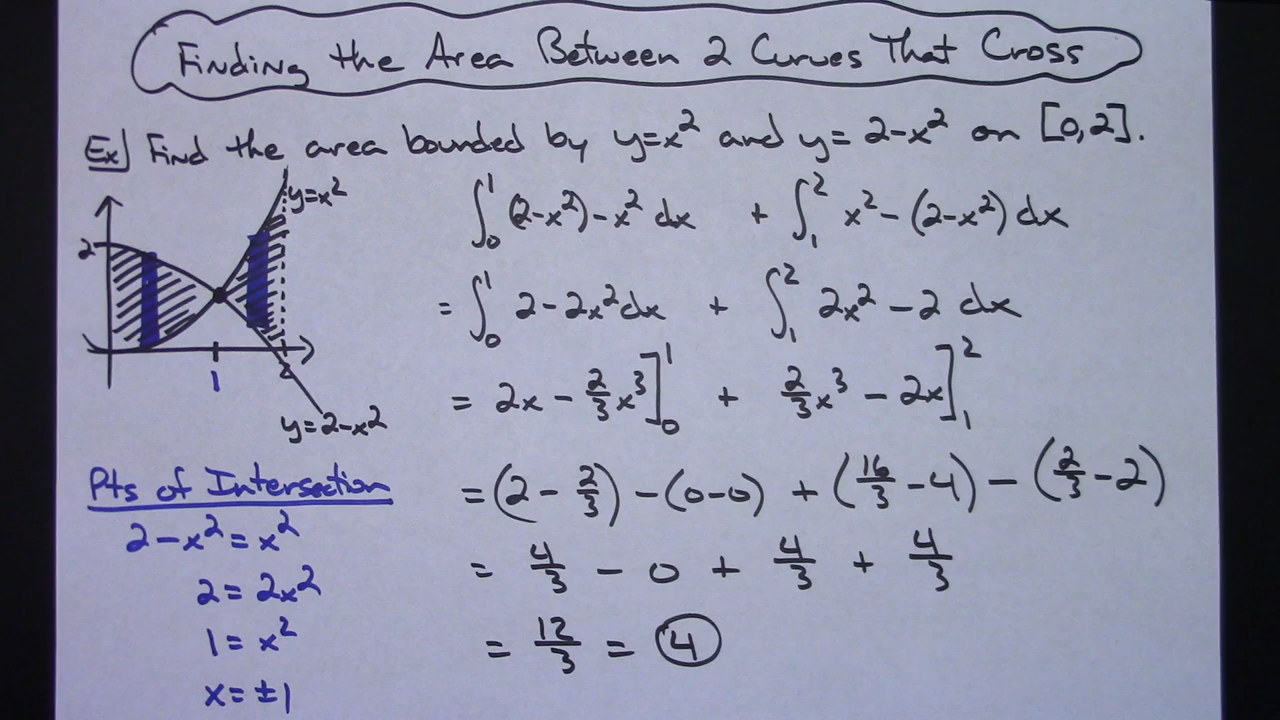 Finding the Area Between 2 Curves That Cross
Ex] Find the area bounded by y=x² and y= 2-x² on [0,2].
y=x²
2
1
2
y=2-x²
Pts of Intersection
2-x² = x²
2 = 2x²
1 = x²
x = ±1
∫₀¹ (2-x²) - x² dx + ∫₁² x² - (2-x²) dx
= ∫₀¹ 2-2x² dx + ∫₁² 2x² - 2 dx
= 2x - 2/3 x³]₀¹ + 2/3 x³ - 2x]₁²
= (2 - 2/3) - (0-0) + (16/3 - 4) - (2/3 - 2)
= 4/3 - 0 + 4/3 + 4/3
= 12/3 = 4